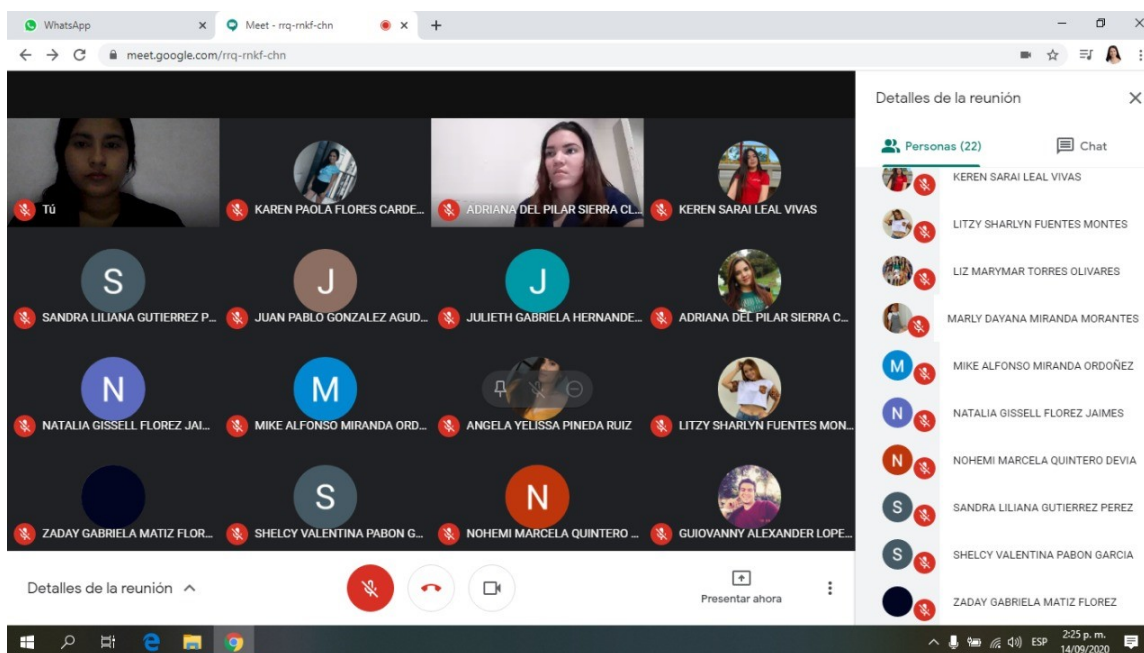 WhatsApp
Meet - rrq-rnkf-chn
meet.google.com/rrq-rnkf-chn
Detalles de la reunión
Personas (22)
Chat
Tú
KAREN PAOLA FLORES CARDE...
ADRIANA DEL PILAR SIERRA CL...
KEREN SARAI LEAL VIVAS
S
J
J
SANDRA LILIANA GUTIERREZ P...
JUAN PABLO GONZALEZ AGUD...
JULIETH GABRIELA HERNANDE...
ADRIANA DEL PILAR SIERRA C...
N
M
NATALIA GISSELL FLOREZ JAI...
MIKE ALFONSO MIRANDA ORD...
ANGELA YELISSA PINEDA RUIZ
LITZY SHARLYN FUENTES MON...
S
N
ZADAY GABRIELA MATIZ FLOR...
SHELCY VALENTINA PABON G...
NOHEMI MARCELA QUINTERO ...
GUIOVANNY ALEXANDER LOPE...
KEREN SARAI LEAL VIVAS
LITZY SHARLYN FUENTES MONTES
LIZ MARYMAR TORRES OLIVARES
MARLY DAYANA MIRANDA MORANTES
M
MIKE ALFONSO MIRANDA ORDOÑEZ
N
NATALIA GISSELL FLOREZ JAIMES
N
NOHEMI MARCELA QUINTERO DEVIA
S
SANDRA LILIANA GUTIERREZ PEREZ
S
SHELCY VALENTINA PABON GARCIA
ZADAY GABRIELA MATIZ FLOREZ
Detalles de la reunión
Presentar ahora
ESP
2:25 p. m.
14/09/2020